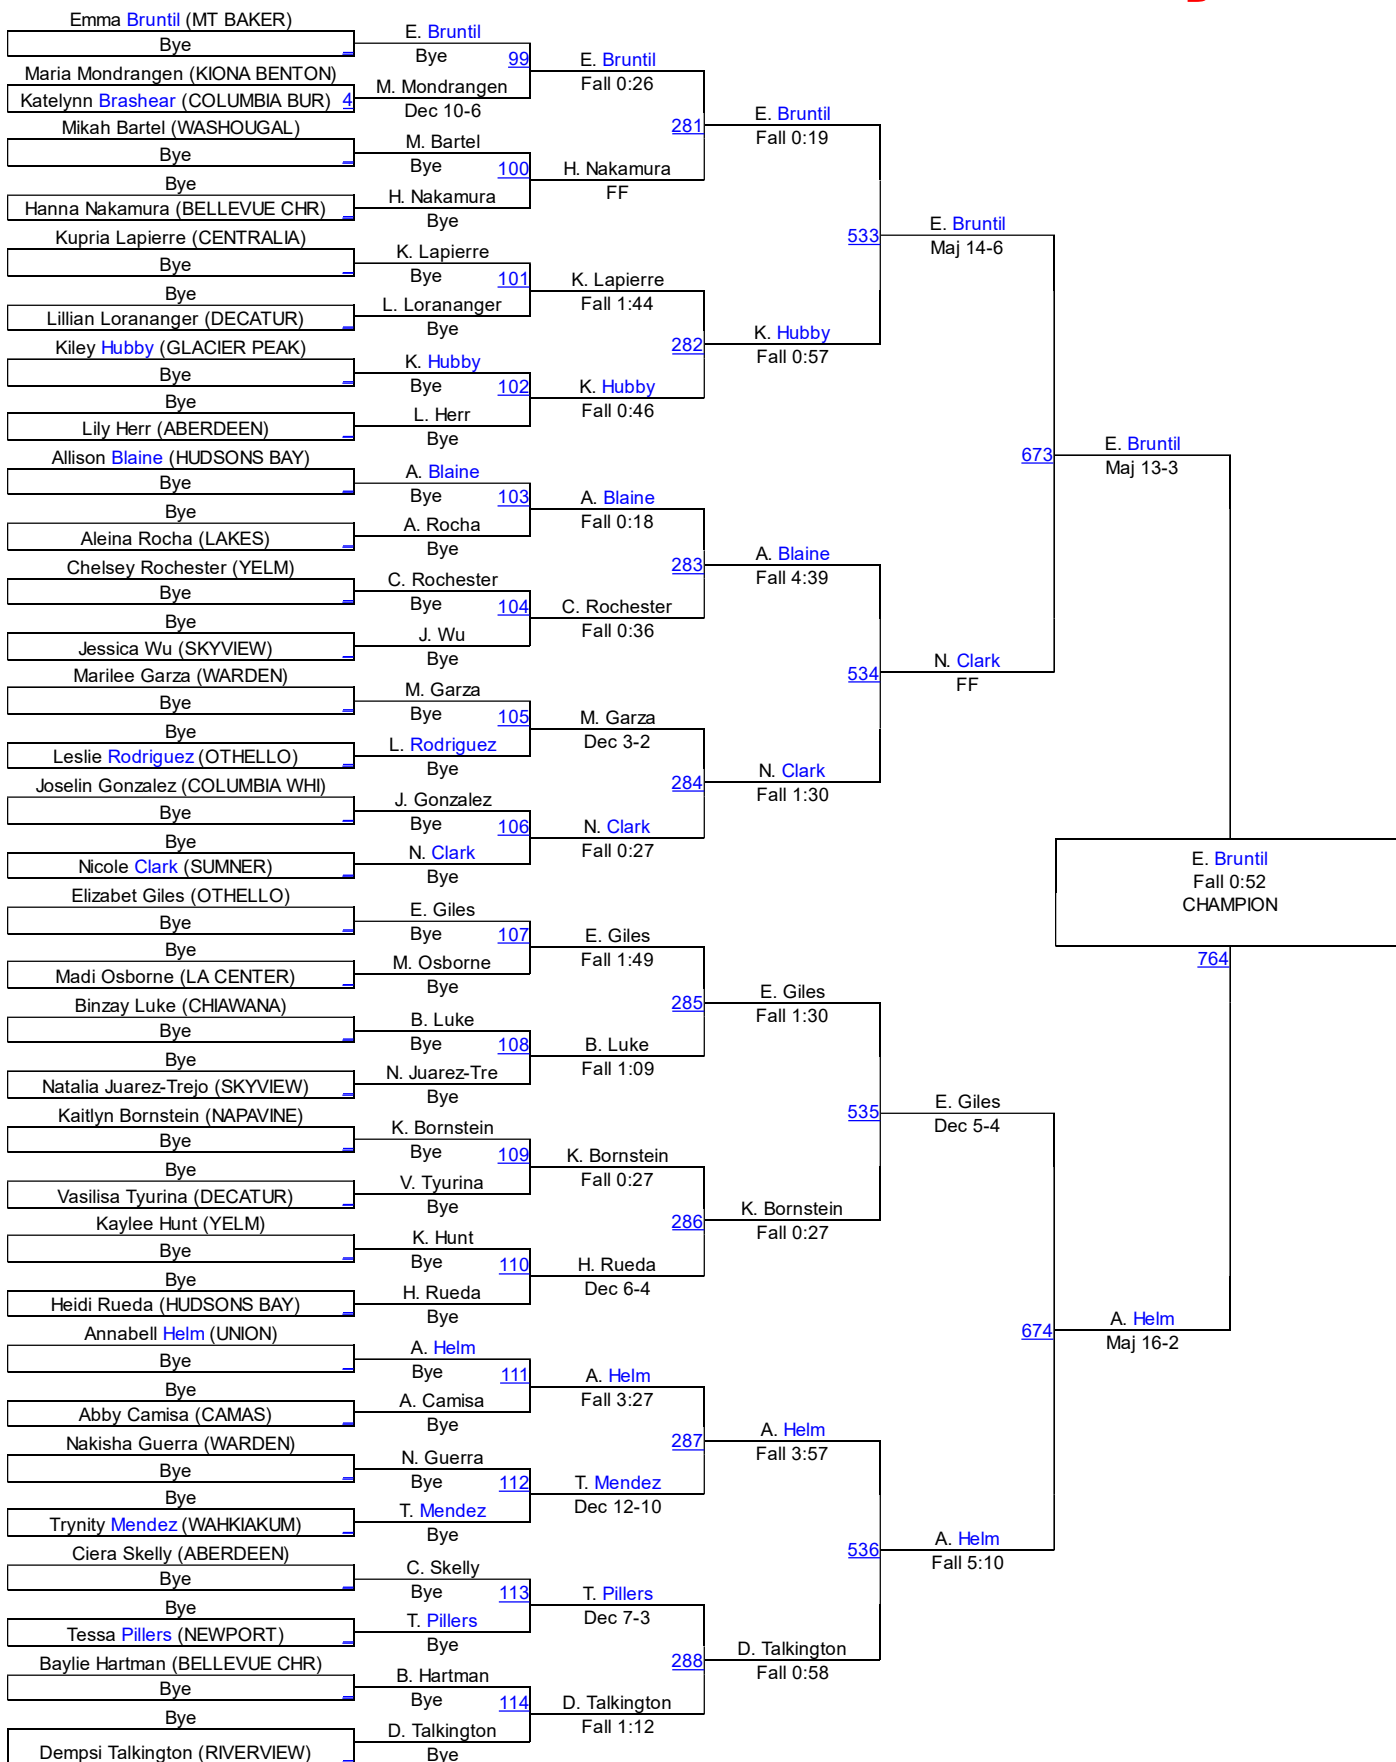 Emma Bruntil (MT BAKER)
Bye
Maria Mondrangen (KIONA BENTON)
Katelynn Brashear (COLUMBIA BUR) 4
Mikah Bartel (WASHOUGAL)
Bye
Bye
Hanna Nakamura (BELLEVUE CHR)
Kupria Lapierre (CENTRALIA)
Bye
Bye
Lillian Lorananger (DECATUR)
Kiley Hubby (GLACIER PEAK)
Bye
Bye
Lily Herr (ABERDEEN)
Allison Blaine (HUDSONS BAY)
Bye
Bye
Aleina Rocha (LAKES)
Chelsey Rochester (YELM)
Bye
Bye
Jessica Wu (SKYVIEW)
Marilee Garza (WARDEN)
Bye
Bye
Leslie Rodriguez (OTHELLO)
Joselin Gonzalez (COLUMBIA WHI)
Bye
Bye
Nicole Clark (SUMNER)
Elizabet Giles (OTHELLO)
Bye
Bye
Madi Osborne (LA CENTER)
Binzay Luke (CHIAWANA)
Bye
Bye
Natalia Juarez-Trejo (SKYVIEW)
Kaitlyn Bornstein (NAPAVINE)
Bye
Bye
Vasilisa Tyurina (DECATUR)
Kaylee Hunt (YELM)
Bye
Bye
Heidi Rueda (HUDSONS BAY)
Annabell Helm (UNION)
Bye
Bye
Abby Camisa (CAMAS)
Nakisha Guerra (WARDEN)
Bye
Bye
Trynity Mendez (WAHKIAKUM)
Ciera Skelly (ABERDEEN)
Bye
Bye
Tessa Pillers (NEWPORT)
Baylie Hartman (BELLEVUE CHR)
Bye
Bye
Dempsi Talkington (RIVERVIEW)
E. Bruntil
Bye 99
M. Mondrangen
Dec 10-6
M. Bartel
Bye 100
H. Nakamura
Bye
K. Lapierre
Bye 101
L. Lorananger
Bye
K. Hubby
Bye 102
L. Herr
Bye
A. Blaine
Bye 103
A. Rocha
Bye
C. Rochester
Bye 104
J. Wu
Bye
M. Garza
Bye 105
L. Rodriguez
Bye
J. Gonzalez
Bye 106
N. Clark
Bye
E. Giles
Bye 107
M. Osborne
Bye
B. Luke
Bye 108
N. Juarez-Tre
Bye
K. Bornstein
Bye 109
V. Tyurina
Bye
K. Hunt
Bye 110
H. Rueda
Bye
A. Helm
Bye 111
A. Camisa
Bye
N. Guerra
Bye 112
T. Mendez
Bye
C. Skelly
Bye 113
T. Pillers
Bye
B. Hartman
Bye 114
D. Talkington
Bye
E. Bruntil
Fall 0:26
281
H. Nakamura
FF
K. Lapierre
Fall 1:44
282
K. Hubby
Fall 0:46
A. Blaine
Fall 0:18
283
C. Rochester
Fall 0:36
M. Garza
Dec 3-2
284
N. Clark
Fall 0:27
E. Giles
Fall 1:49
285
B. Luke
Fall 1:09
K. Bornstein
Fall 0:27
286
H. Rueda
Dec 6-4
A. Helm
Fall 3:27
287
T. Mendez
Dec 12-10
T. Pillers
Dec 7-3
288
D. Talkington
Fall 1:12
E. Bruntil
Fall 0:19
533
K. Hubby
Fall 0:57
A. Blaine
Fall 4:39
534
N. Clark
Fall 1:30
E. Giles
Fall 1:30
535
K. Bornstein
Fall 0:27
A. Helm
Fall 3:57
536
D. Talkington
Fall 0:58
E. Bruntil
Maj 14-6
673
N. Clark
FF
E. Giles
Dec 5-4
674
A. Helm
Fall 5:10
E. Bruntil
Maj 13-3
E. Bruntil
Fall 0:52
CHAMPION
764
A. Helm
Maj 16-2